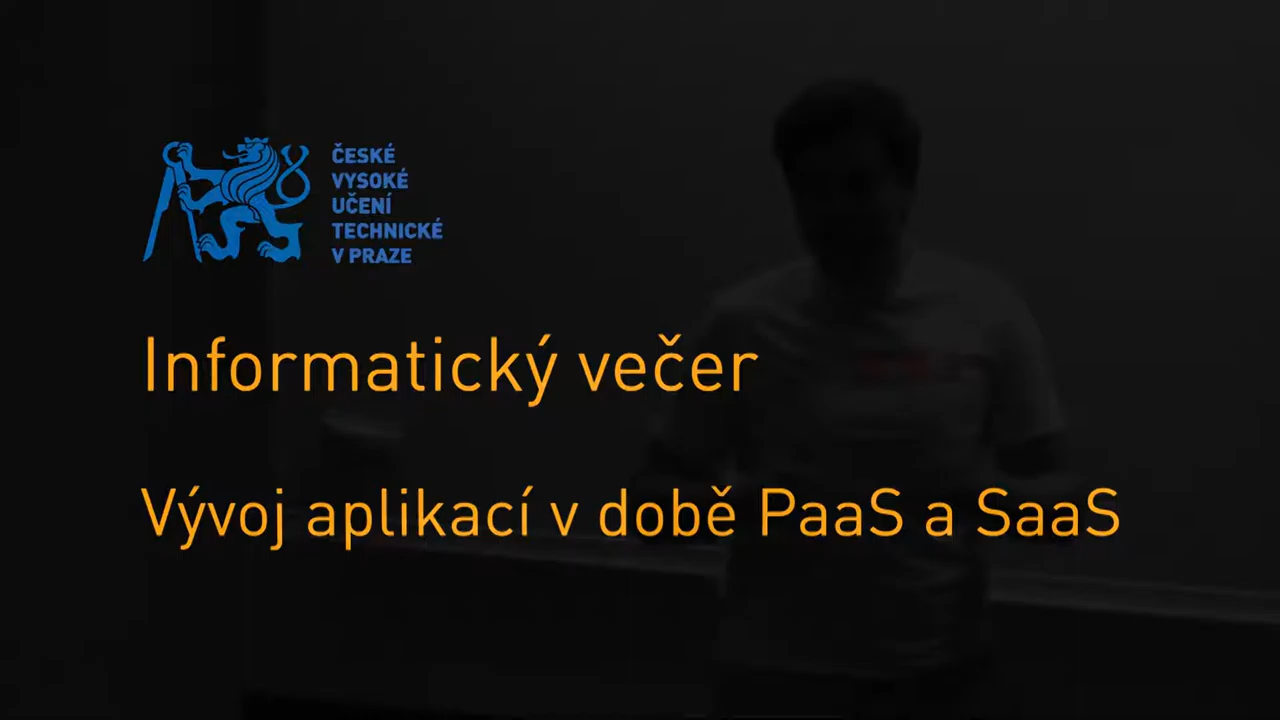 ČESKÉ
VYSOKÉ
UČENÍ
TECHNICKÉ
V PRAZE
Informatický večer
Vývoj aplikací v době PaaS a SaaS